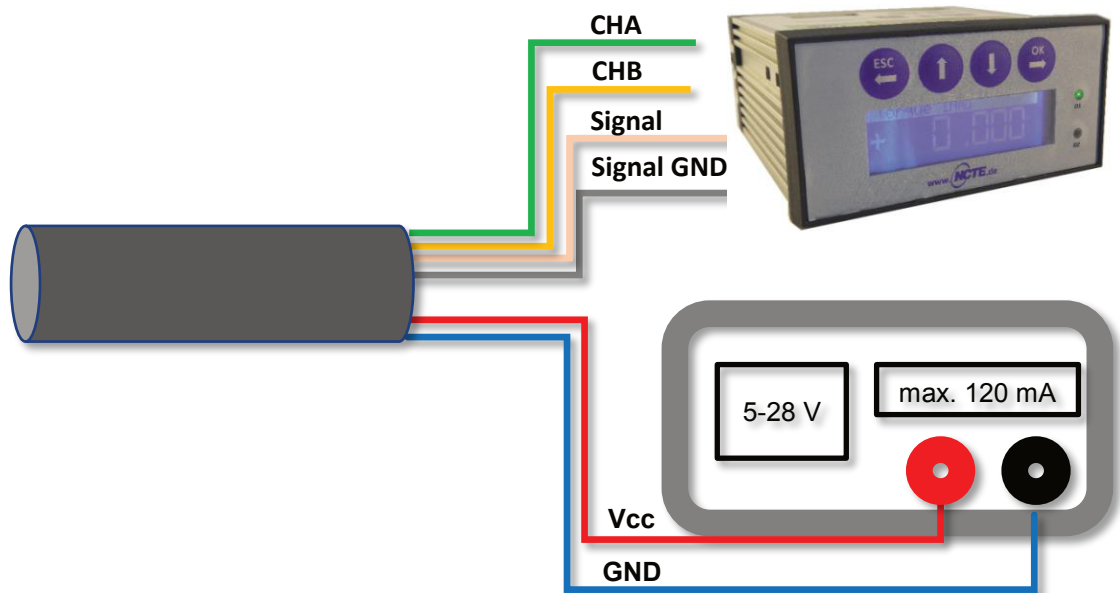 CHA
CHB
Signal
Signal GND
ESC
OK
0.000
www.NCTE.de
5-28 V
max. 120 mA
Vcc
GND